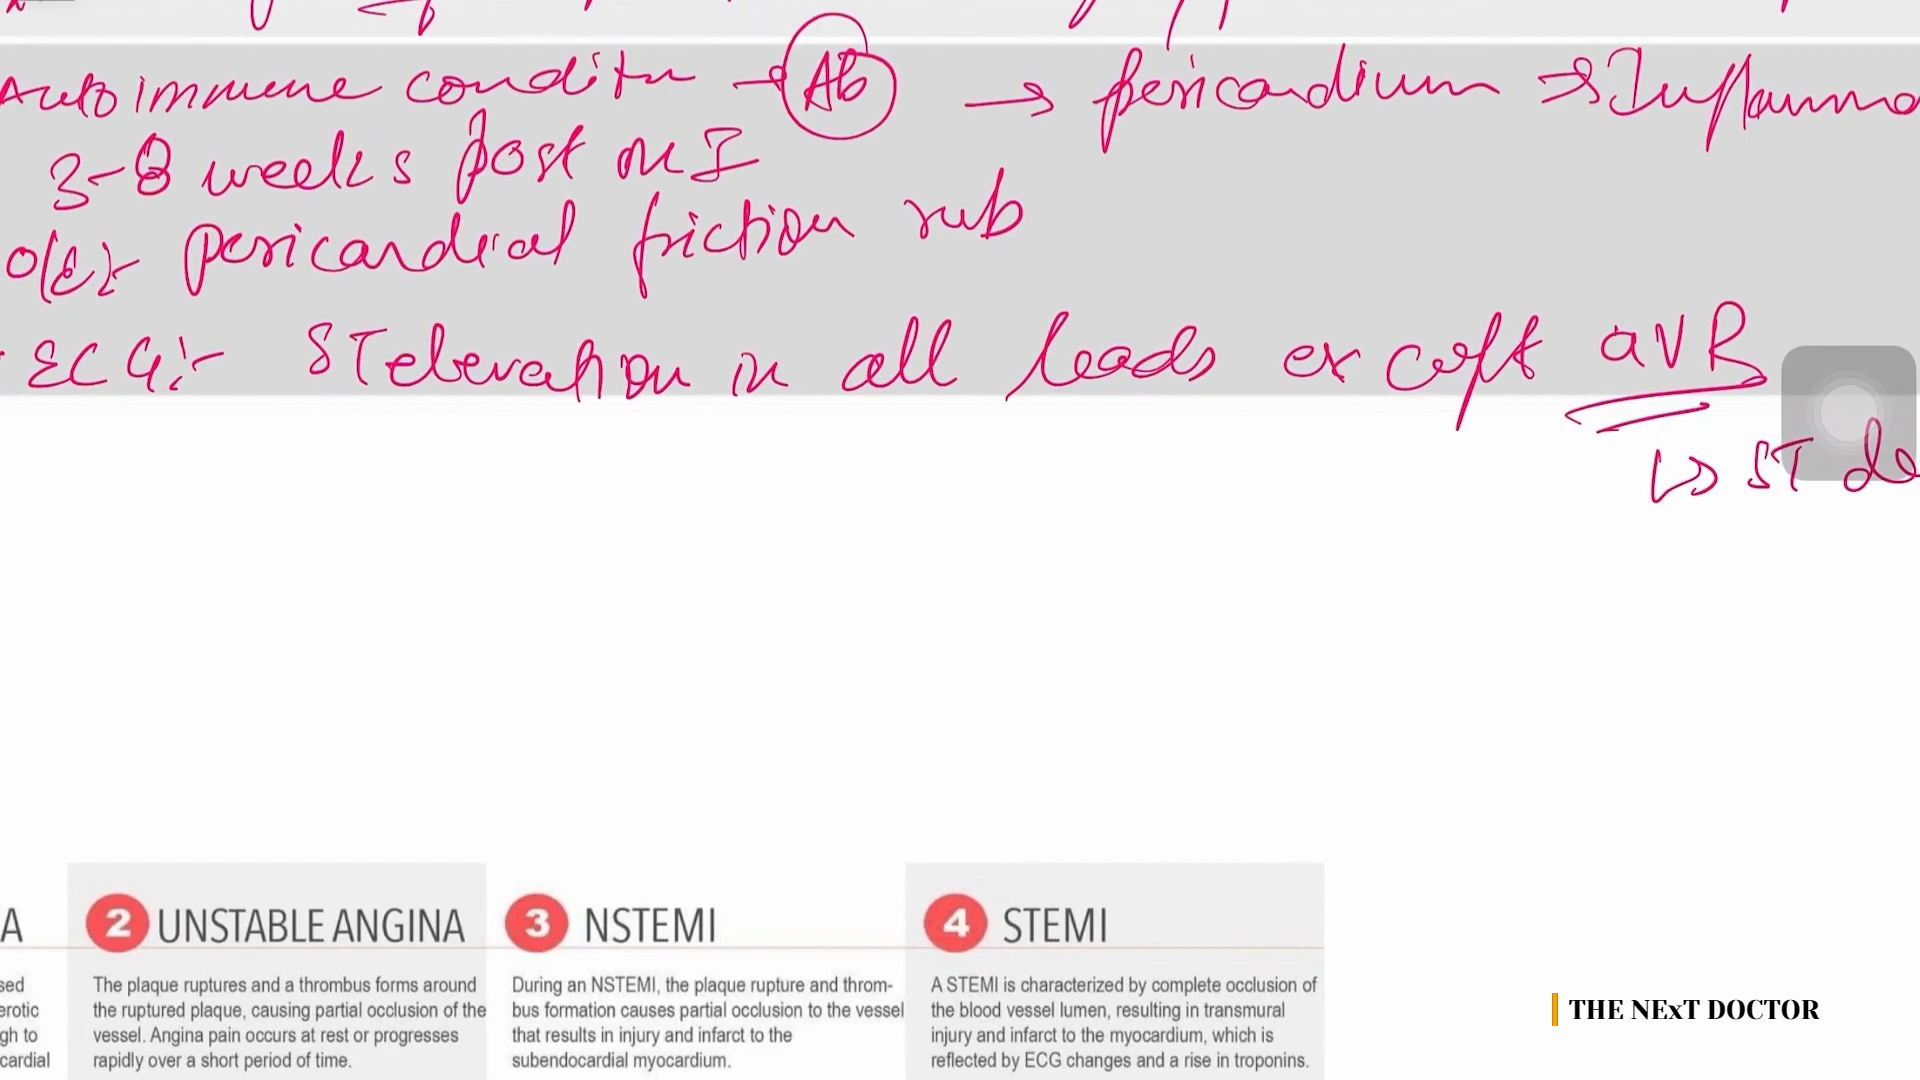 Autoimmune conditn → Ab → pericardium → Inflamma
3-8 weeks post MI
O/E:- pericardial friction rub
ECG:- ST elevation in all leads except aVR
↳ ST de
A
2 UNSTABLE ANGINA
3 NSTEMI
4 STEMI
sed
erotic
gh to
cardial
The plaque ruptures and a thrombus forms around
the ruptured plaque, causing partial occlusion of the
vessel. Angina pain occurs at rest or progresses
rapidly over a short period of time.
During an NSTEMI, the plaque rupture and throm-
bus formation causes partial occlusion to the vessel
that results in injury and infarct to the
subendocardial myocardium.
A STEMI is characterized by complete occlusion of
the blood vessel lumen, resulting in transmural
injury and infarct to the myocardium, which is
reflected by ECG changes and a rise in troponins.
THE NExT DOCTOR